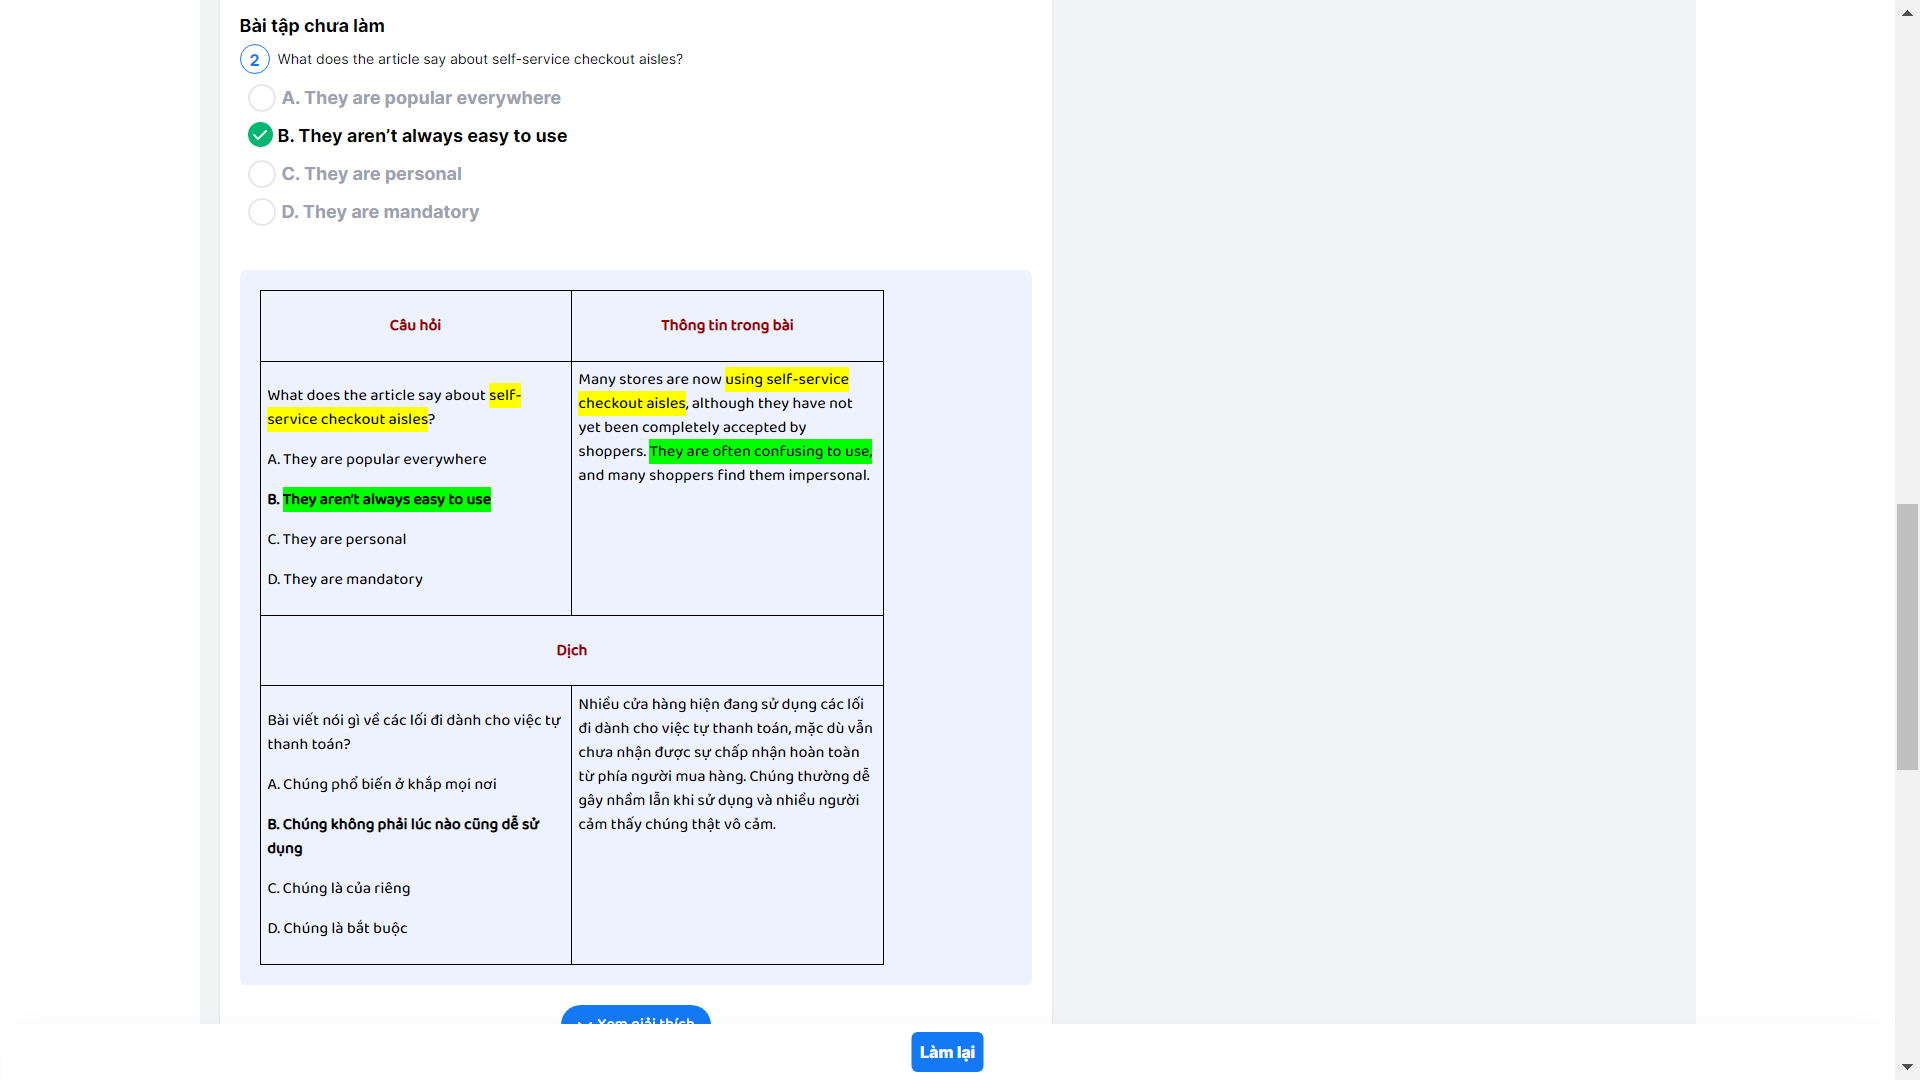 Bài tập chưa làm
2 What does the article say about self-service checkout aisles?
A. They are popular everywhere
B. They aren’t always easy to use
C. They are personal
D. They are mandatory
Câu hỏi
Thông tin trong bài
What does the article say about self-
service checkout aisles?
A. They are popular everywhere
B. They aren’t always easy to use
C. They are personal
D. They are mandatory
Many stores are now using self-service
checkout aisles, although they have not
yet been completely accepted by
shoppers. They are often confusing to use,
and many shoppers find them impersonal.
Dịch
Bài viết nói gì về các lối đi dành cho việc tự
thanh toán?
A. Chúng phổ biến ở khắp mọi nơi
B. Chúng không phải lúc nào cũng dễ sử
dụng
C. Chúng là của riêng
D. Chúng là bắt buộc
Nhiều cửa hàng hiện đang sử dụng các lối
đi dành cho việc tự thanh toán, mặc dù vẫn
chưa nhận được sự chấp nhận hoàn toàn
từ phía người mua hàng. Chúng thường dễ
gây nhầm lẫn khi sử dụng và nhiều người
cảm thấy chúng thật vô cảm.
Xem giải thích
Làm lại